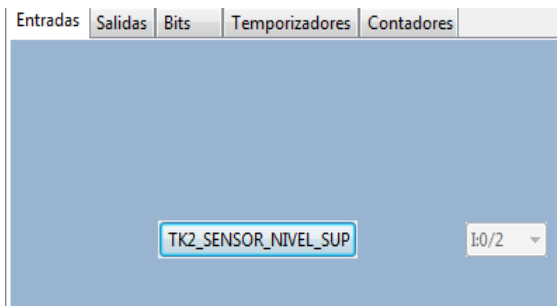 Entradas Salidas Bits Temporizadores Contadores
TK2_SENSOR_NIVEL_SUP I:0/2